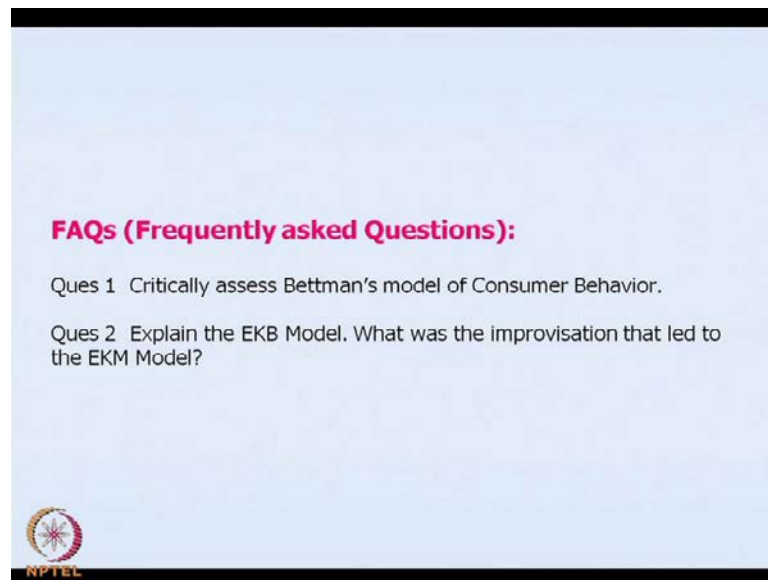 FAQs (Frequently asked Questions):
Ques 1 Critically assess Bettman's model of Consumer Behavior.
Ques 2 Explain the EKB Model. What was the improvisation that led to
the EKM Model?
NPTEL